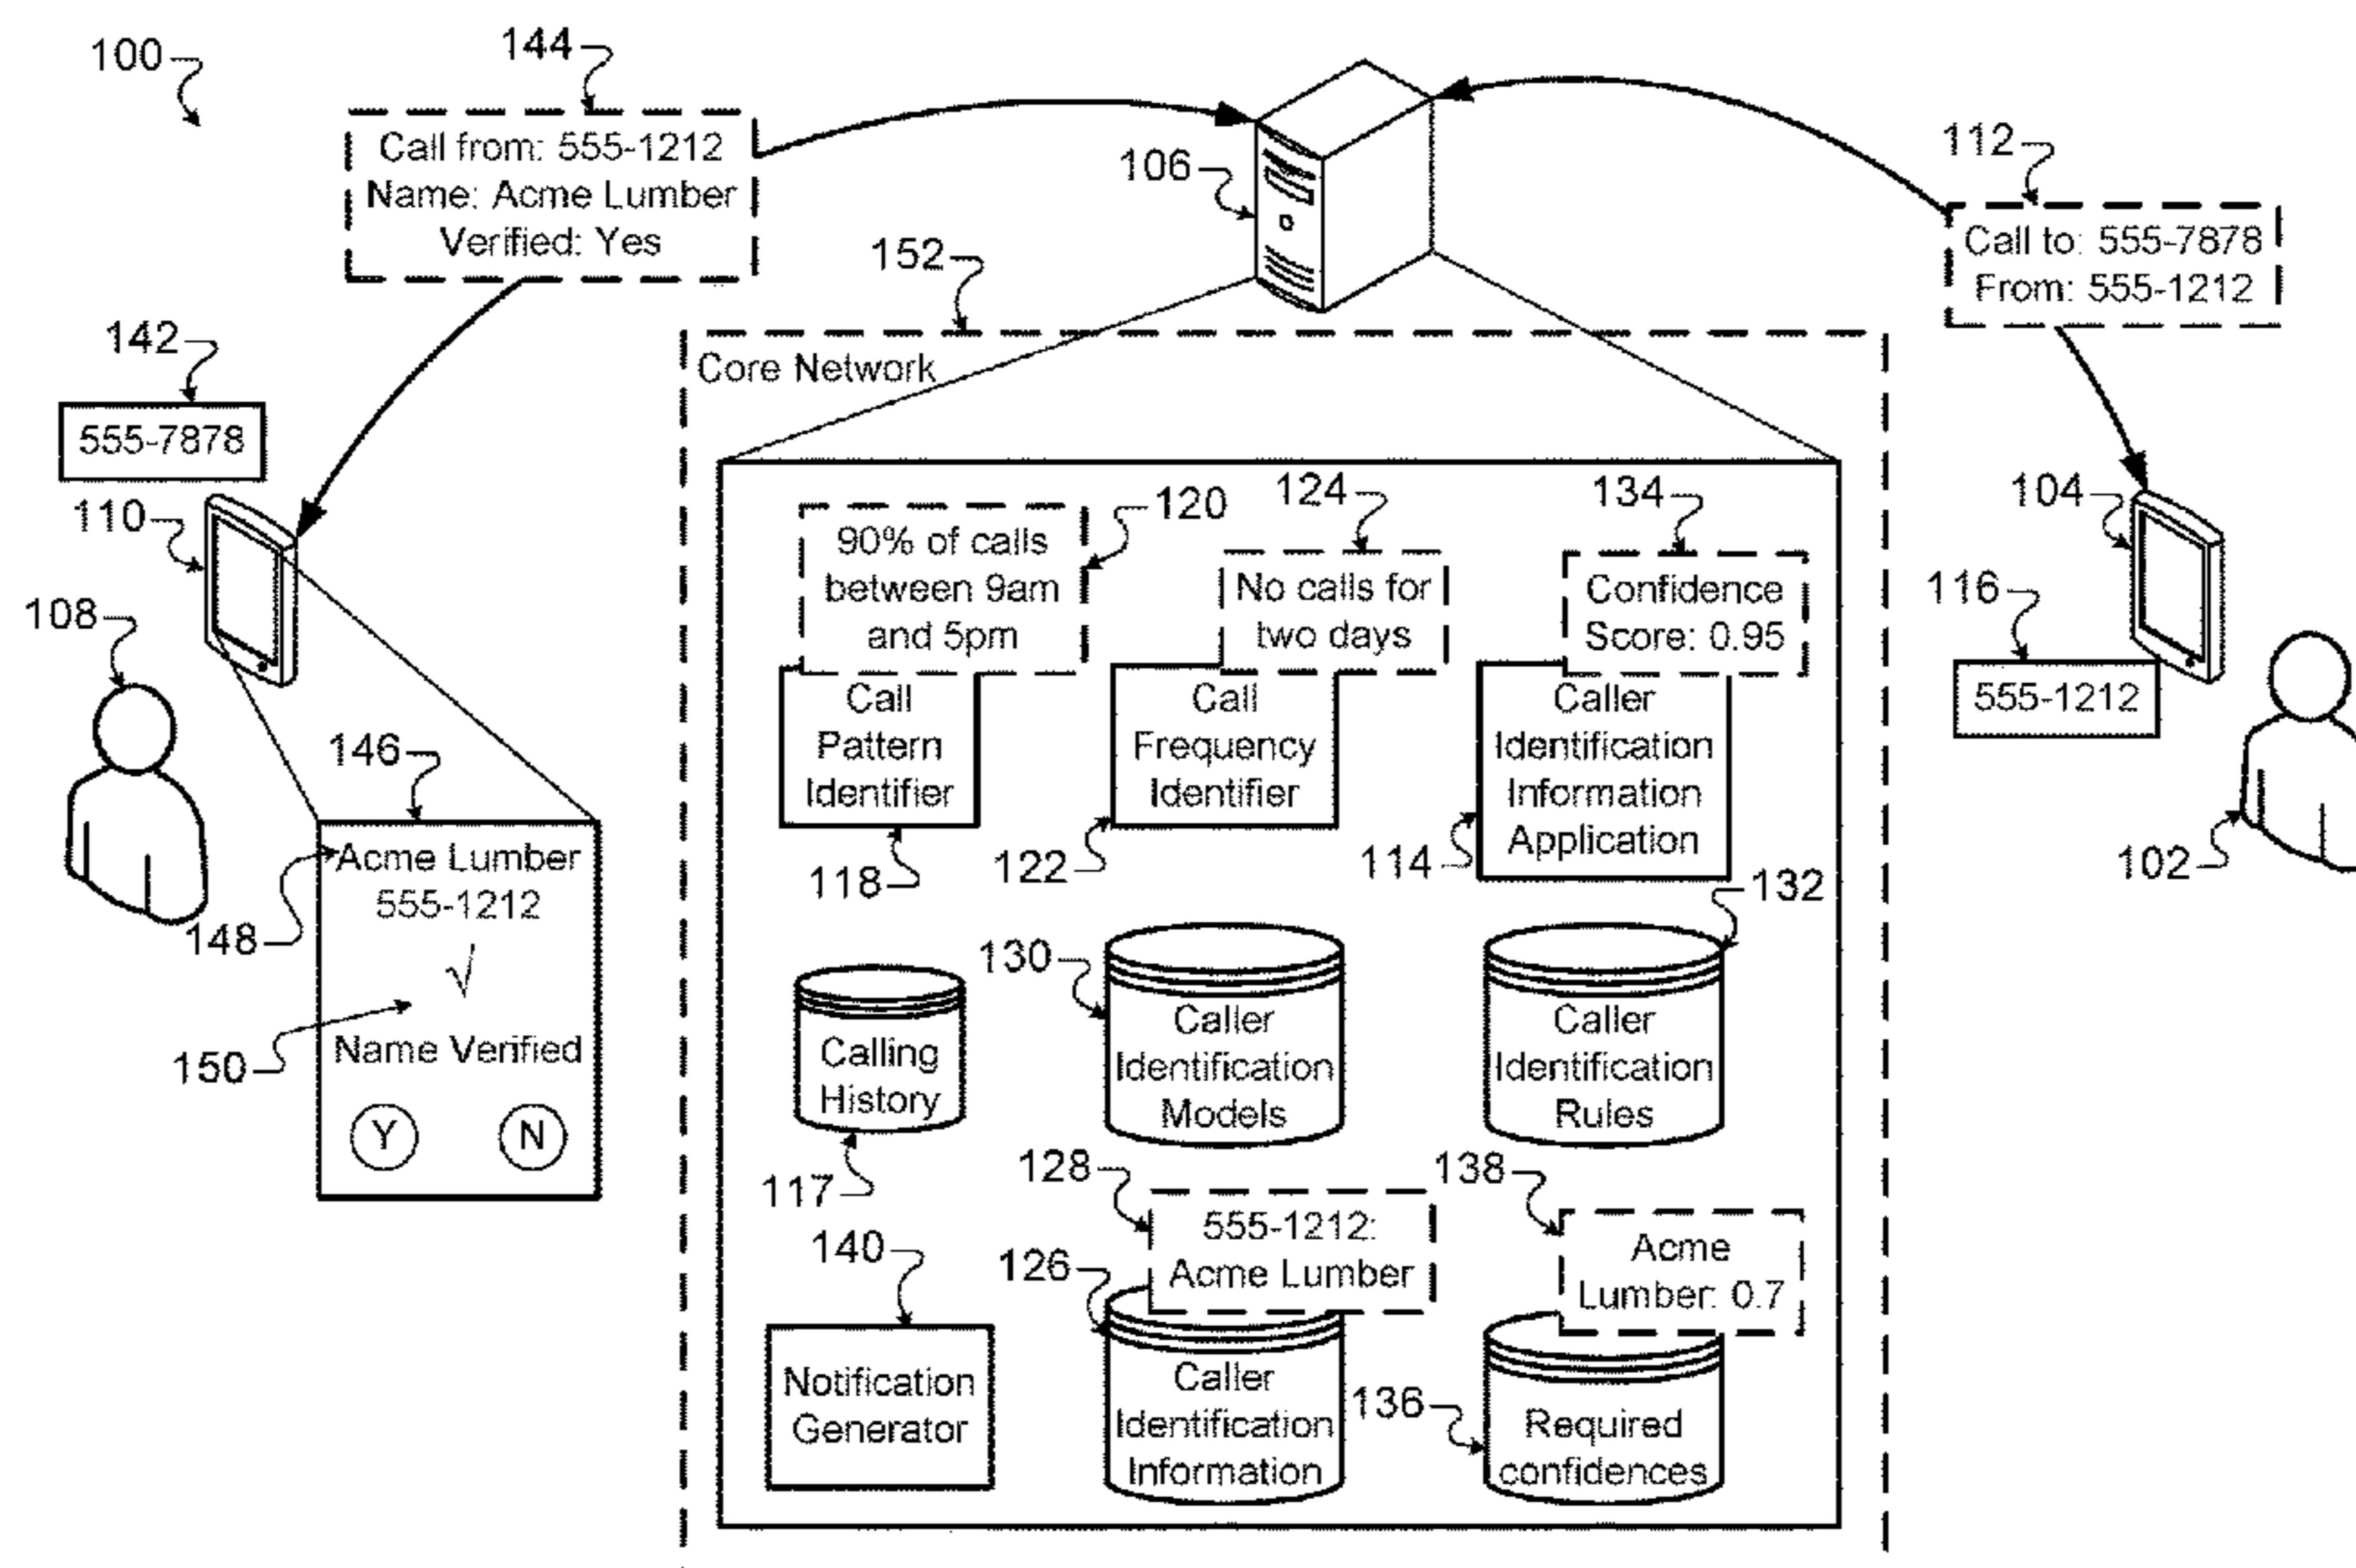 100
144
Call from: 555-1212
Name: Acme Lumber
Verified: Yes
106
112
Call to: 555-7878
From: 555-1212
152
Core Network
142
555-7878
110
108
104
116
555-1212
102
120
90% of calls
between 9am
and 5pm
124
No calls for
two days
134
Confidence
Score: 0.95
Call
Pattern
Identifier
118
Call
Frequency
Identifier
122
Caller
Identification
Information
Application
114
146
Acme Lumber
555-1212
148
√
150
Name Verified
Y
N
Calling
History
117
130
Caller
Identification
Models
132
Caller
Identification
Rules
140
Notification
Generator
128
555-1212:
Acme Lumber
126
Caller
Identification
Information
138
Acme
Lumber: 0.7
136
Required
confidences